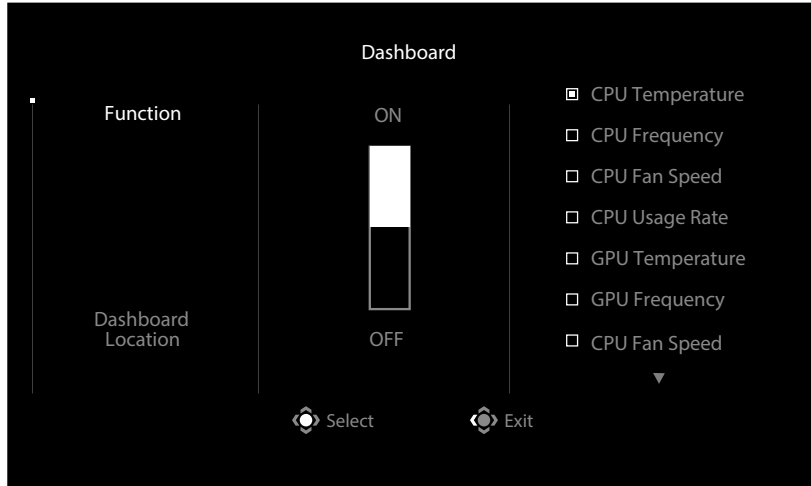 Dashboard
Function
Dashboard
Location
ON
OFF
CPU Temperature
CPU Frequency
CPU Fan Speed
CPU Usage Rate
GPU Temperature
GPU Frequency
CPU Fan Speed
Select
Exit